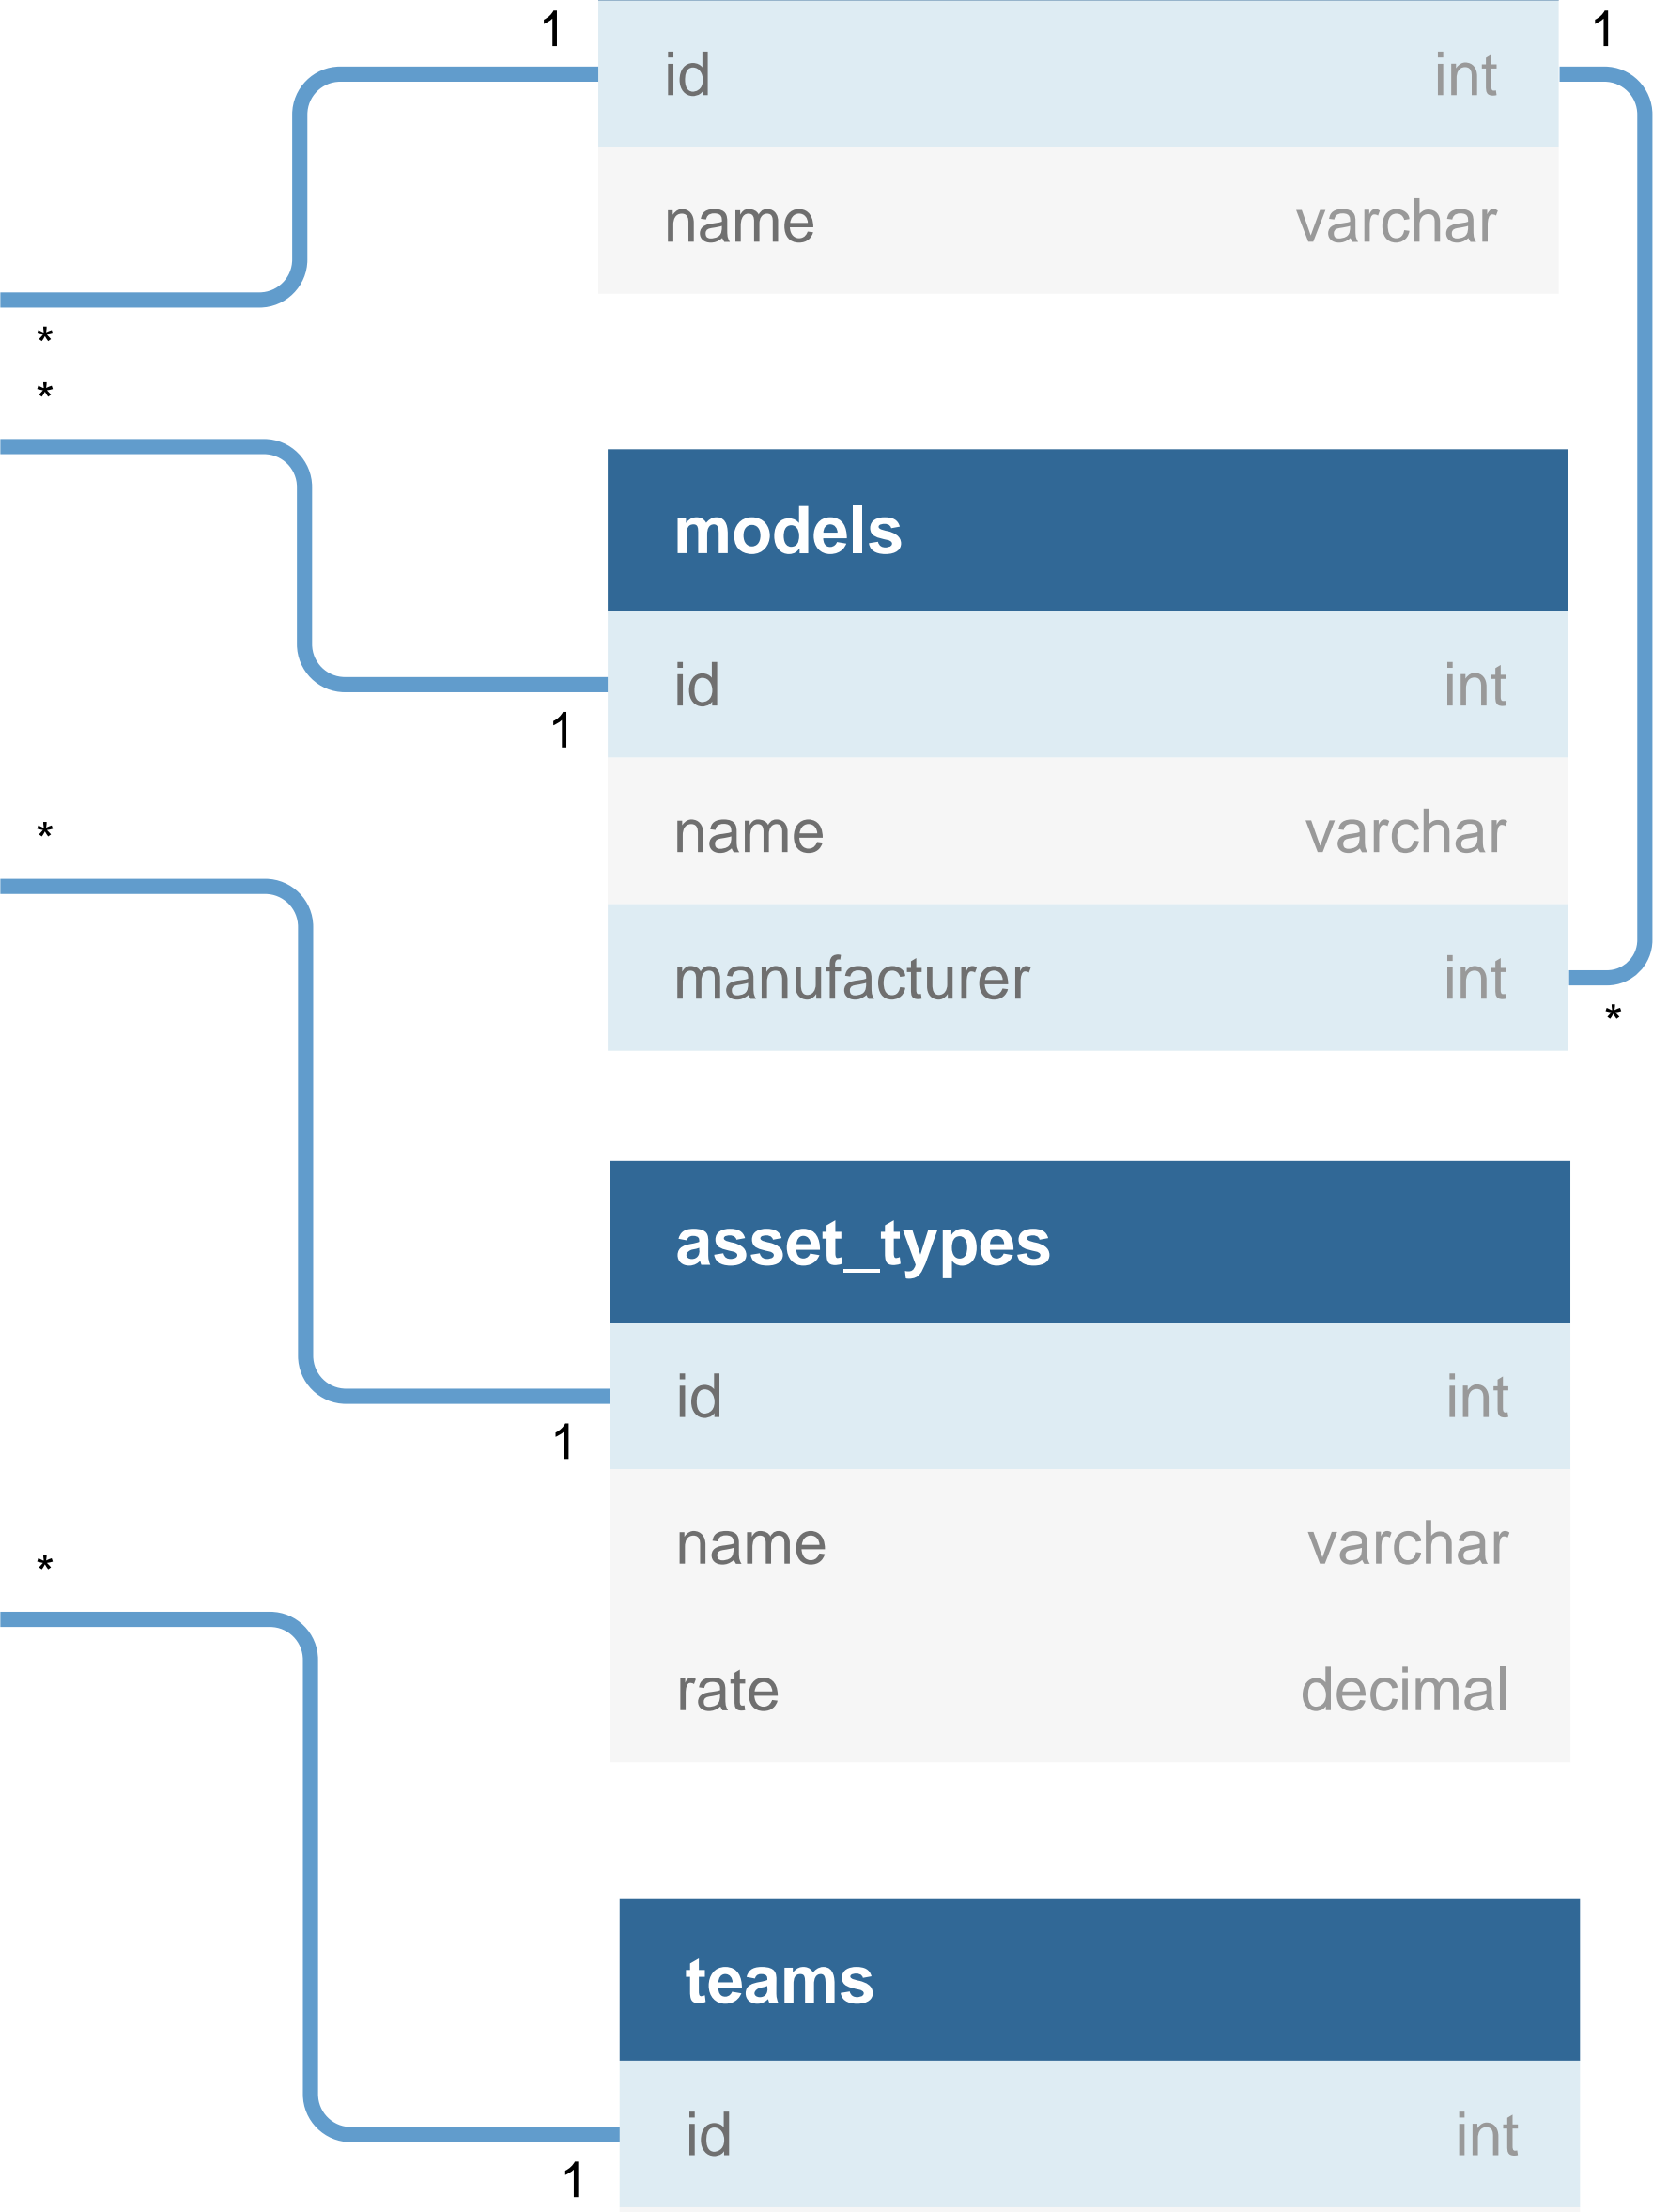 1 1
id int
name varchar
*
*
models
id int
1
name varchar
*
manufacturer int
*
asset_types
id int
1
name varchar
*
rate decimal
teams
id int
1